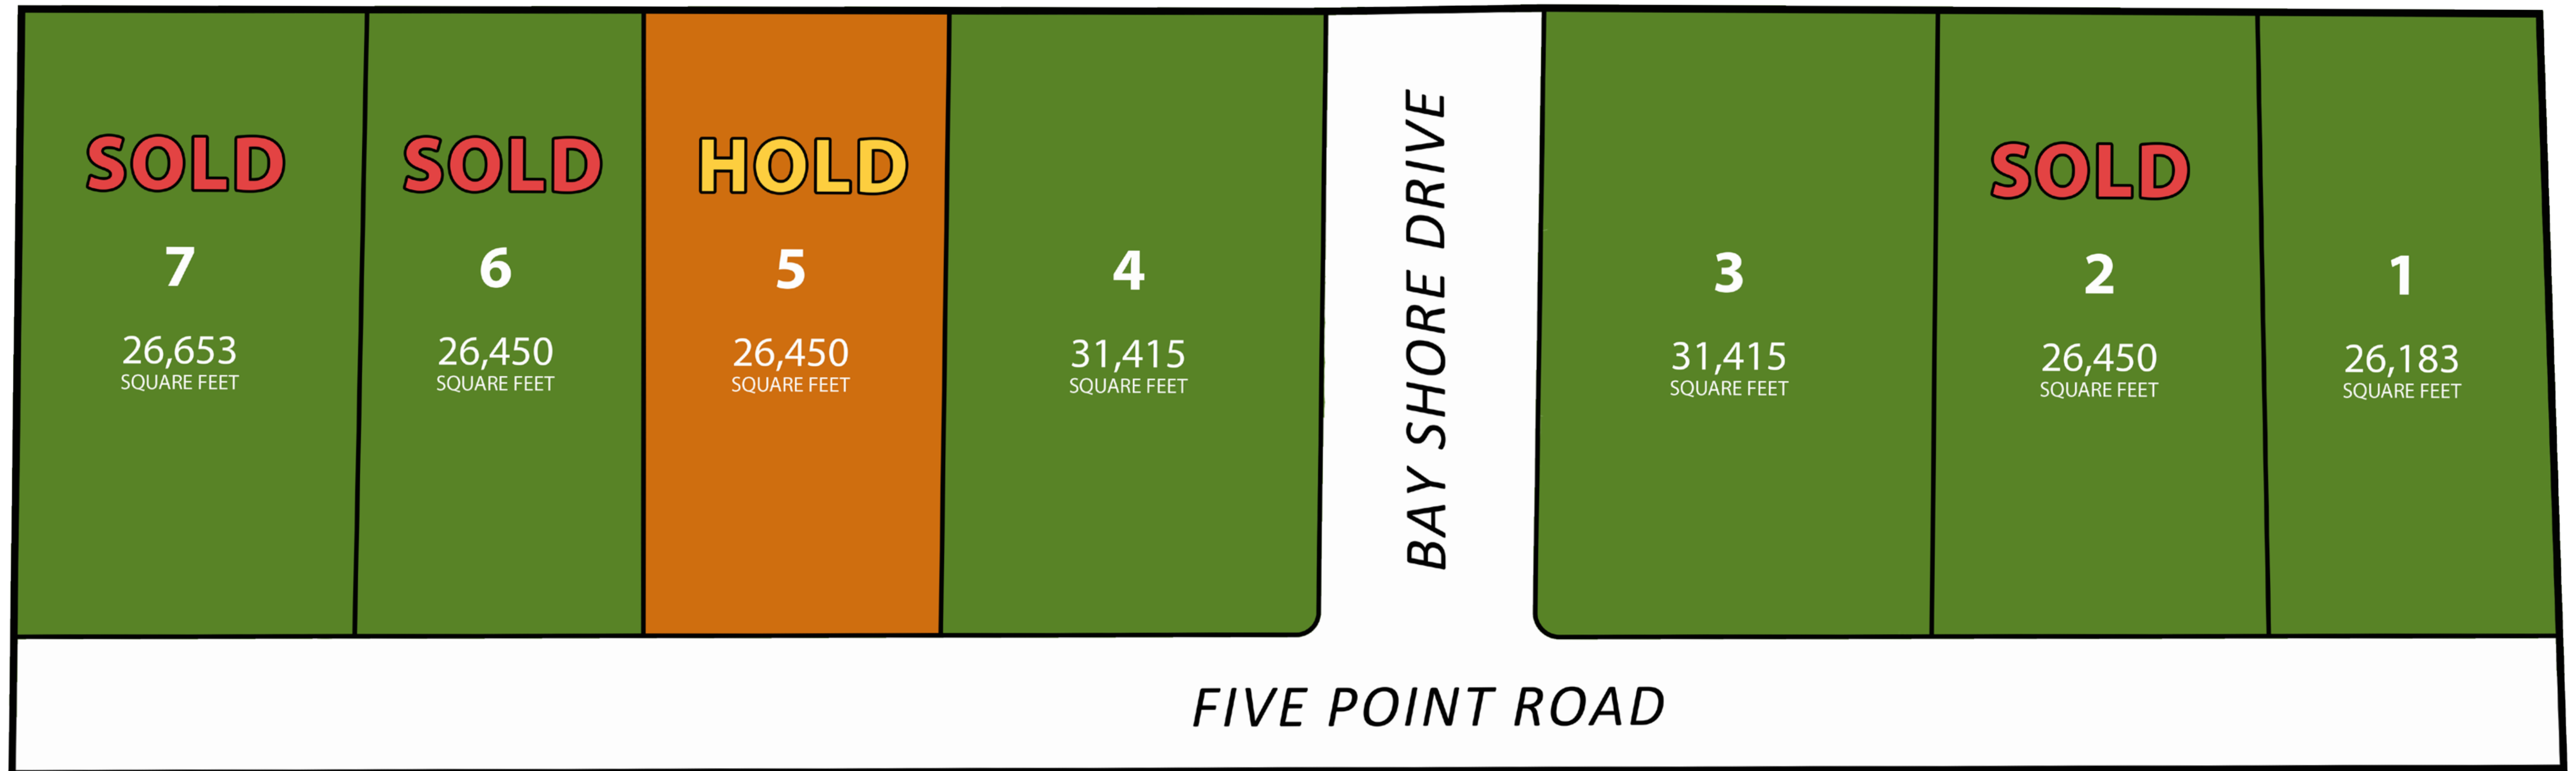 SOLD
7
26,653
SQUARE FEET
SOLD
6
26,450
SQUARE FEET
HOLD
5
26,450
SQUARE FEET
4
31,415
SQUARE FEET
BAY SHORE DRIVE
3
31,415
SQUARE FEET
SOLD
2
26,450
SQUARE FEET
1
26,183
SQUARE FEET
FIVE POINT ROAD